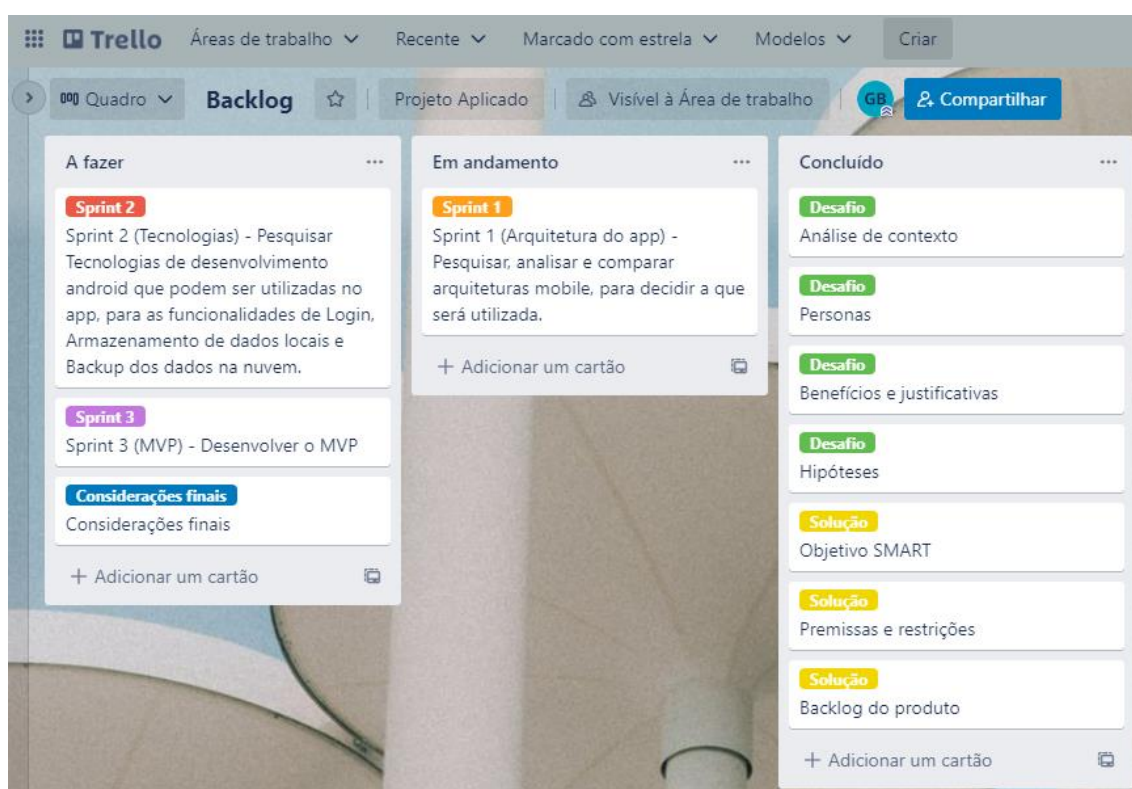 Trello Áreas de trabalho Recente Marcado com estrela Modelos Criar
Quadro Backlog Projeto Aplicado Visível à Área de trabalho GB Compartilhar
A fazer
Sprint 2
Sprint 2 (Tecnologias) - Pesquisar
Tecnologias de desenvolvimento
android que podem ser utilizadas no
app, para as funcionalidades de Login,
Armazenamento de dados locais e
Backup dos dados na nuvem.
Sprint 3
Sprint 3 (MVP) - Desenvolver o MVP
Considerações finais
Considerações finais
+ Adicionar um cartão
Em andamento
Sprint 1
Sprint 1 (Arquitetura do app) -
Pesquisar, analisar e comparar
arquiteturas mobile, para decidir a que
será utilizada.
+ Adicionar um cartão
Concluído
Desafio
Análise de contexto
Desafio
Personas
Desafio
Benefícios e justificativas
Desafio
Hipóteses
Solução
Objetivo SMART
Solução
Premissas e restrições
Solução
Backlog do produto
+ Adicionar um cartão